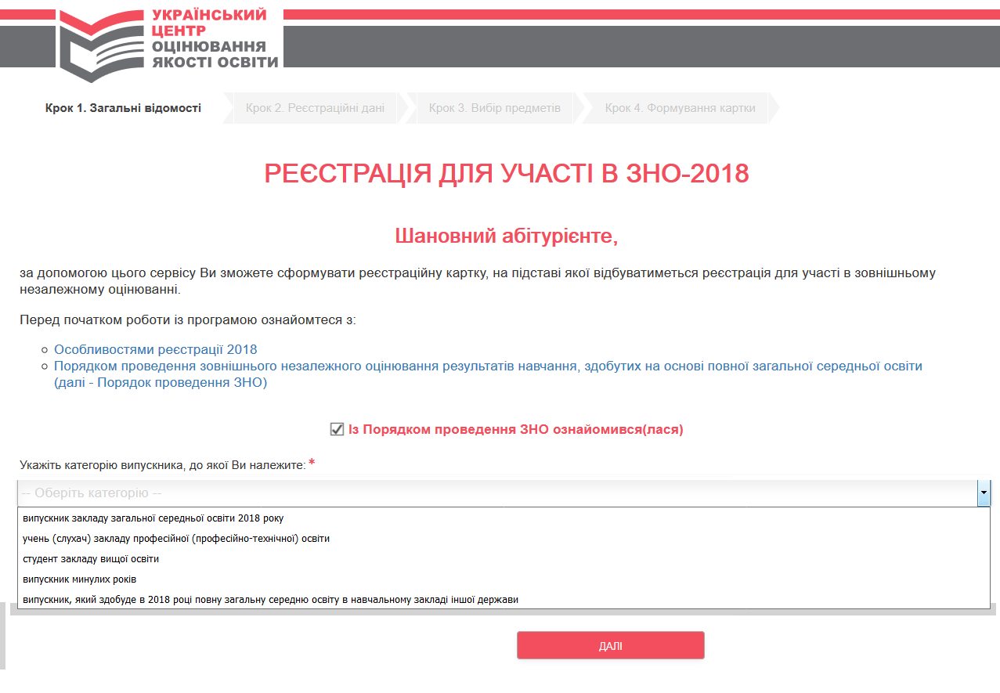 УКРАЇНСЬКИЙ
ЦЕНТР
ОЦІНЮВАННЯ
ЯКОСТІ ОСВІТИ
Крок 1. Загальні відомості
Крок 2. Реєстраційні дані
Крок 3. Вибір предметів
Крок 4. Формування картки
РЕЄСТРАЦІЯ ДЛЯ УЧАСТІ В ЗНО-2018
Шановний абітурієнте,
за допомогою цього сервісу Ви зможете сформувати реєстраційну картку, на підставі якої відбуватиметься реєстрація для участі в зовнішньому
незалежному оцінюванні.
Перед початком роботи із програмою ознайомтеся з:
Особливостями реєстрації 2018
Порядком проведення зовнішнього незалежного оцінювання результатів навчання, здобутих на основі повної загальної середньої освіти
(далі - Порядок проведення ЗНО)
Із Порядком проведення ЗНО ознайомився(лася)
Укажіть категорію випускника, до якої Ви належите: *
-- Оберіть категорію --
випускник закладу загальної середньої освіти 2018 року
учень (слухач) закладу професійної (професійно-технічної) освіти
студент закладу вищої освіти
випускник минулих років
випускник, який здобуде в 2018 році повну загальну середню освіту в навчальному закладі іншої держави
ДАЛІ